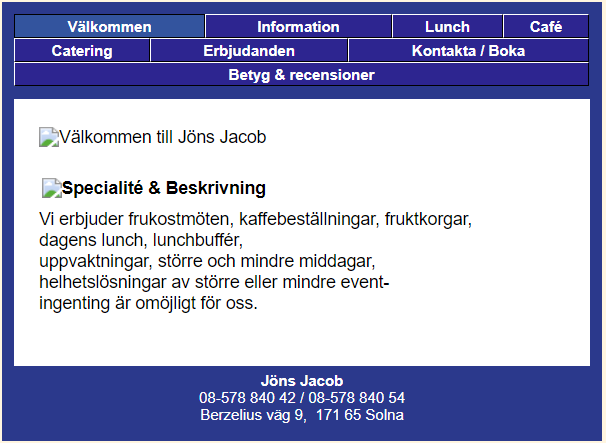 Välkommen Information Lunch Café
Catering Erbjudanden Kontakta / Boka
Betyg & recensioner
Välkommen till Jöns Jacob
Specialité & Beskrivning
Vi erbjuder frukostmöten, kaffebeställningar, fruktkorgar,
dagens lunch, lunchbuffér,
uppvaktningar, större och mindre middagar,
helhetslösningar av större eller mindre event-
ingenting är omöjligt för oss.
Jöns Jacob
08-578 840 42 / 08-578 840 54
Berzelius väg 9, 171 65 Solna